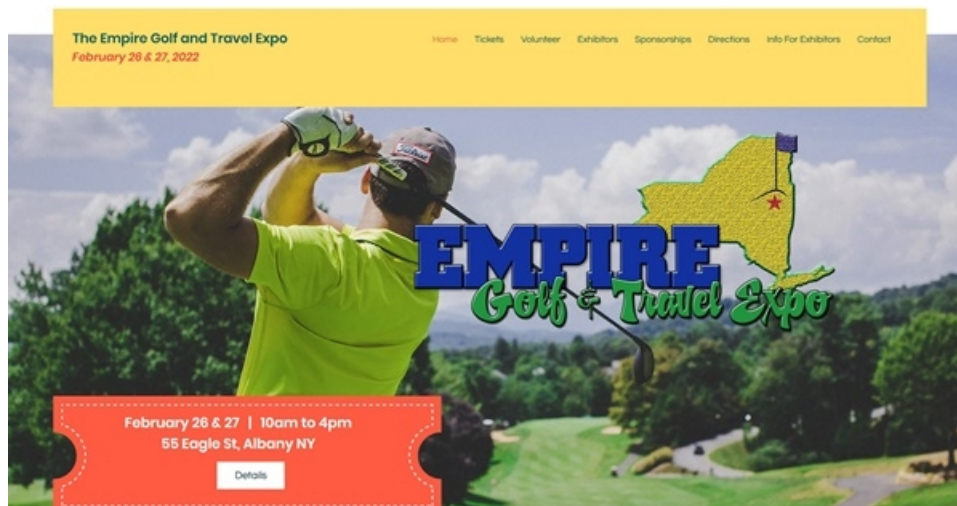 The Empire Golf and Travel Expo
February 26 & 27, 2022
Home Tickets Volunteer Exhibitors Sponsorships Directions Info For Exhibitors Contact
Titleist
EMPIRE
Golf & Travel Expo
February 26 & 27 | 10am to 4pm
55 Eagle St, Albany NY
Details